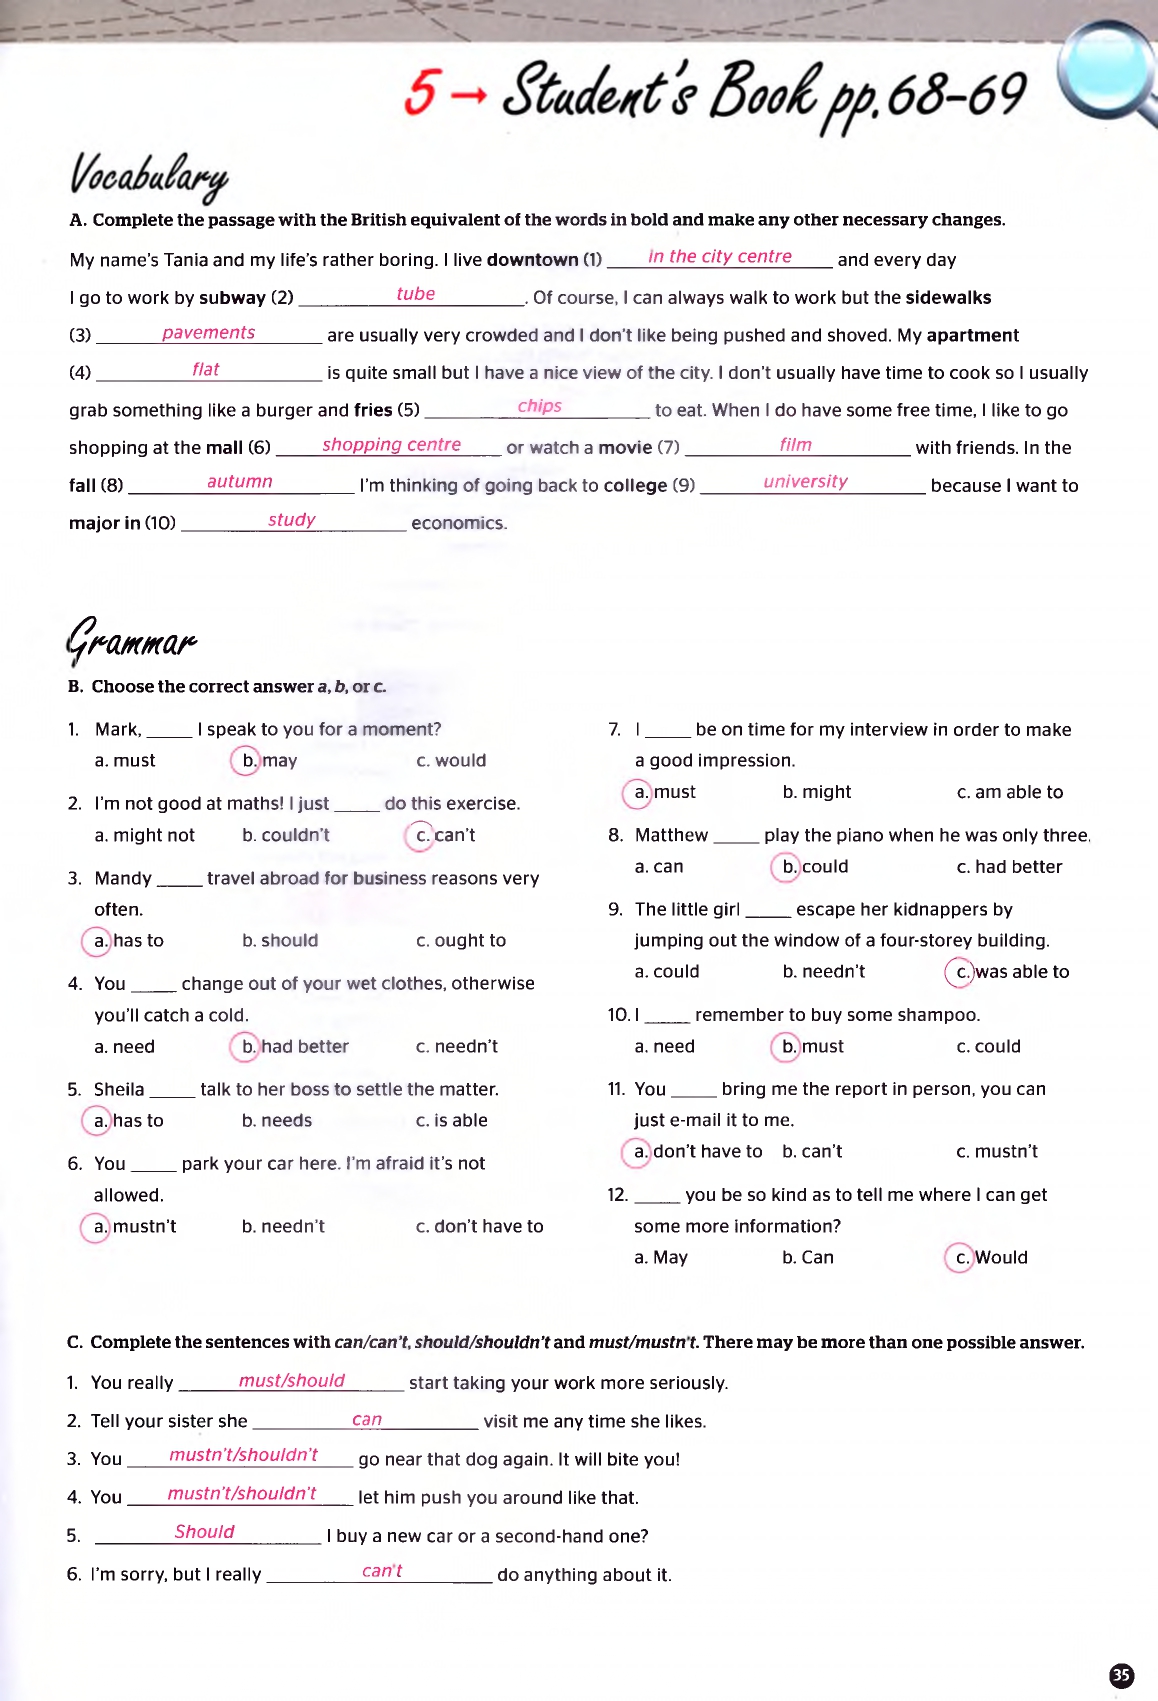 5 → Student's Book pp.68-69
Vocabulary
A. Complete the passage with the British equivalent of the words in bold and make any other necessary changes.
My name's Tania and my life's rather boring. I live downtown (1) in the city centre and every day
I go to work by subway (2) tube. Of course, I can always walk to work but the sidewalks
(3) pavements are usually very crowded and I don't like being pushed and shoved. My apartment
(4) flat is quite small but I have a nice view of the city. I don't usually have time to cook so I usually
grab something like a burger and fries (5) chips to eat. When I do have some free time, I like to go
shopping at the mall (6) shopping centre or watch a movie (7) film with friends. In the
fall (8) autumn I'm thinking of going back to college (9) university because I want to
major in (10) study economics.
Grammar
B. Choose the correct answer a, b, or c.
1. Mark, ____ I speak to you for a moment?
a. must b. may c. would
2. I'm not good at maths! I just ____ do this exercise.
a. might not b. couldn't c. can't
3. Mandy ____ travel abroad for business reasons very
often.
a. has to b. should c. ought to
4. You ____ change out of your wet clothes, otherwise
you'll catch a cold.
a. need b. had better c. needn't
5. Sheila ____ talk to her boss to settle the matter.
a. has to b. needs c. is able
6. You ____ park your car here. I'm afraid it's not
allowed.
a. mustn't b. needn't c. don't have to
7. I ____ be on time for my interview in order to make
a good impression.
a. must b. might c. am able to
8. Matthew ____ play the piano when he was only three.
a. can b. could c. had better
9. The little girl ____ escape her kidnappers by
jumping out the window of a four-storey building.
a. could b. needn't c. was able to
10. I ____ remember to buy some shampoo.
a. need b. must c. could
11. You ____ bring me the report in person, you can
just e-mail it to me.
a. don't have to b. can't c. mustn't
12. ____ you be so kind as to tell me where I can get
some more information?
a. May b. Can c. Would
C. Complete the sentences with can/can't, should/shouldn't and must/mustn't. There may be more than one possible answer.
1. You really must/should start taking your work more seriously.
2. Tell your sister she can visit me any time she likes.
3. You mustn't/shouldn't go near that dog again. It will bite you!
4. You mustn't/shouldn't let him push you around like that.
5. Should I buy a new car or a second-hand one?
6. I'm sorry, but I really can't do anything about it.
35